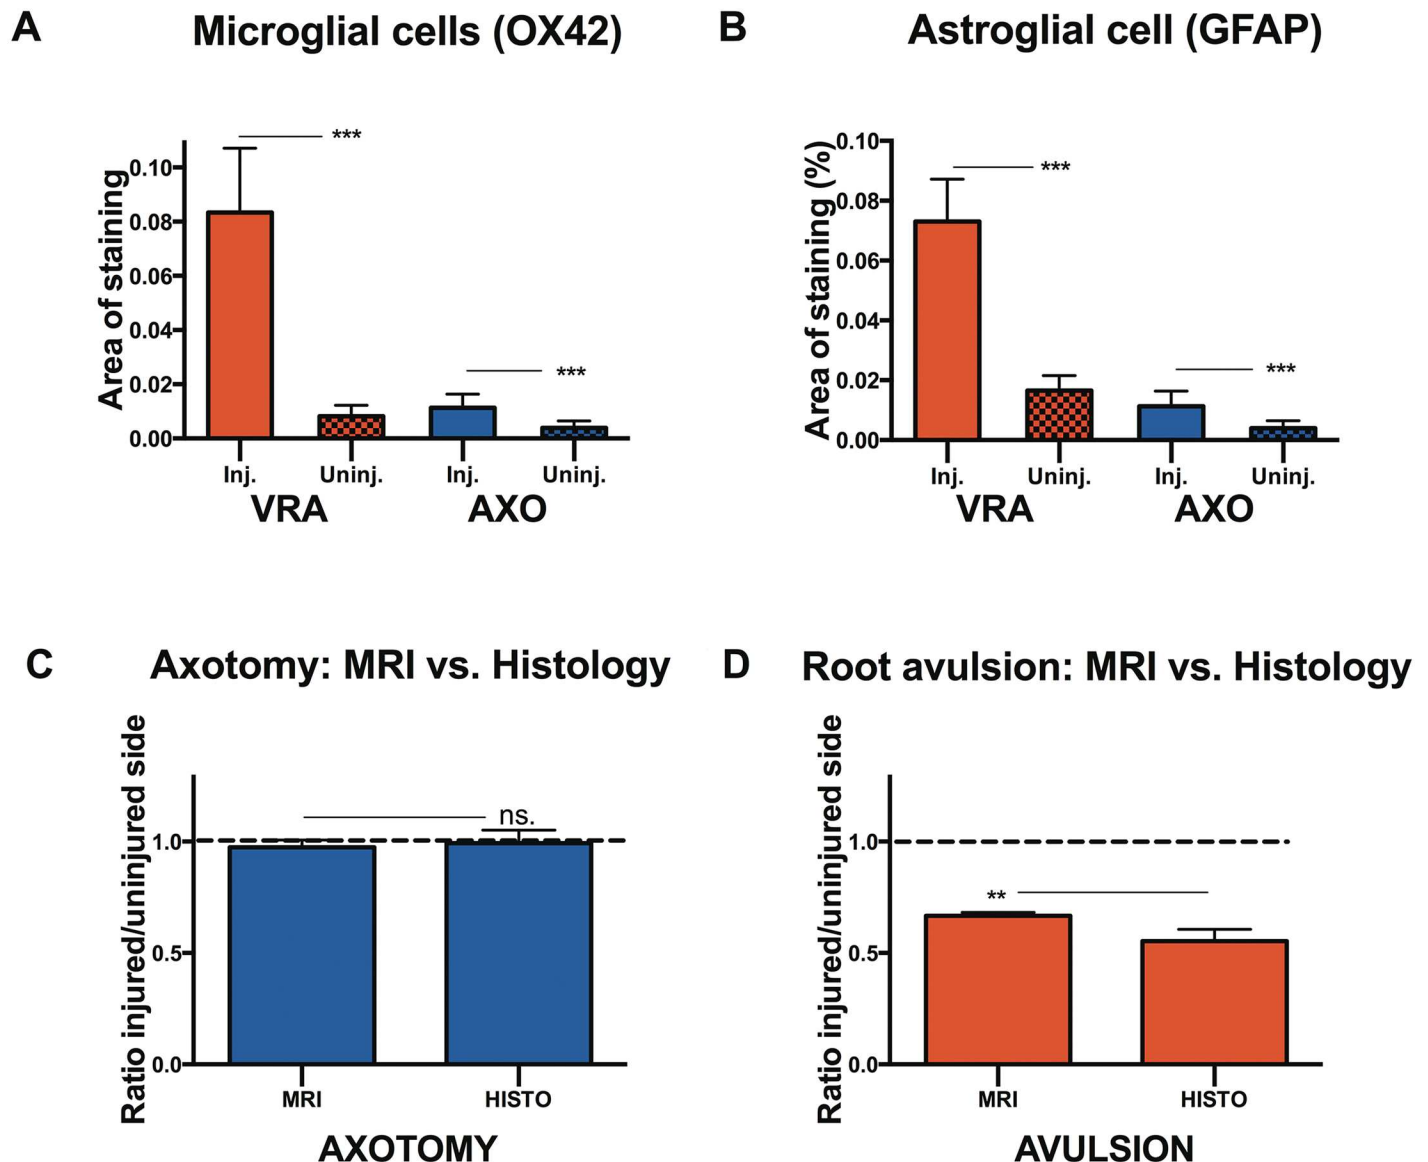 A
Microglial cells (OX42)
Area of staining
0.10
0.08
0.06
0.04
0.02
0.00
***
***
Inj.
Uninj.
Inj.
Uninj.
VRA
AXO
B
Astroglial cell (GFAP)
Area of staining (%)
0.10
0.08
0.06
0.04
0.02
0.00
***
***
Inj.
Uninj.
Inj.
Uninj.
VRA
AXO
C
Axotomy: MRI vs. Histology
Ratio injured/uninjured side
1.0
0.5
0.0
ns.
MRI
HISTO
AXOTOMY
D
Root avulsion: MRI vs. Histology
Ratio injured/uninjured side
1.0
0.5
0.0
**
MRI
HISTO
AVULSION